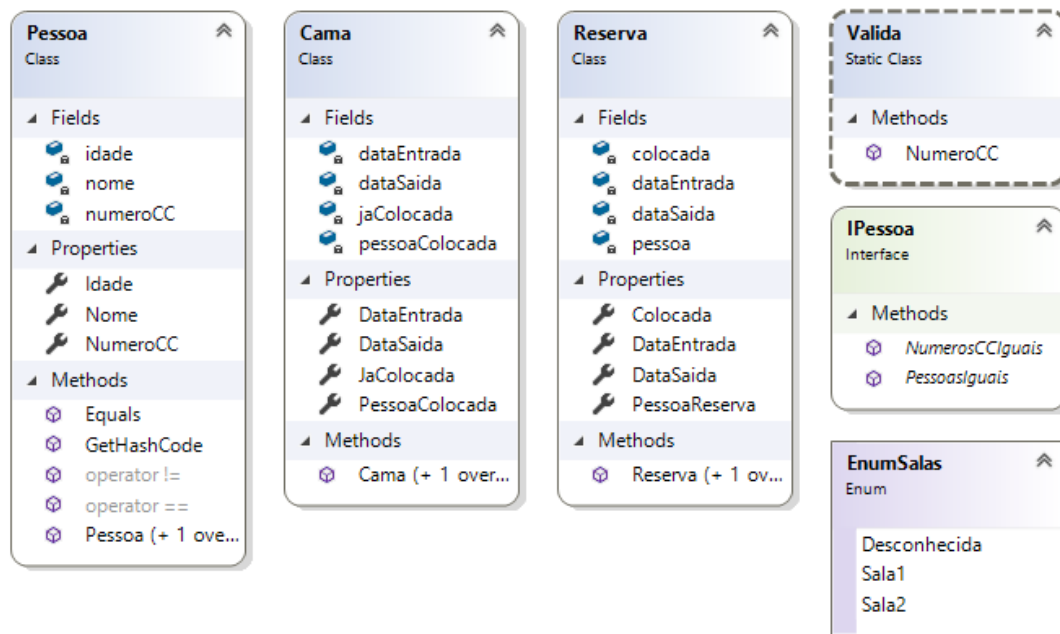 Pessoa
Class
Fields
idade
nome
numeroCC
Properties
Idade
Nome
NumeroCC
Methods
Equals
GetHashCode
operator !=
operator ==
Pessoa (+ 1 ove...
Cama
Class
Fields
dataEntrada
dataSaida
jaColocada
pessoaColocada
Properties
DataEntrada
DataSaida
JaColocada
PessoaColocada
Methods
Cama (+ 1 over...
Reserva
Class
Fields
colocada
dataEntrada
dataSaida
pessoa
Properties
Colocada
DataEntrada
DataSaida
PessoaReserva
Methods
Reserva (+ 1 ov...
Valida
Static Class
Methods
NumeroCC
IPessoa
Interface
Methods
NumerosCCIguais
PessoasIguais
EnumSalas
Enum
Desconhecida
Sala1
Sala2